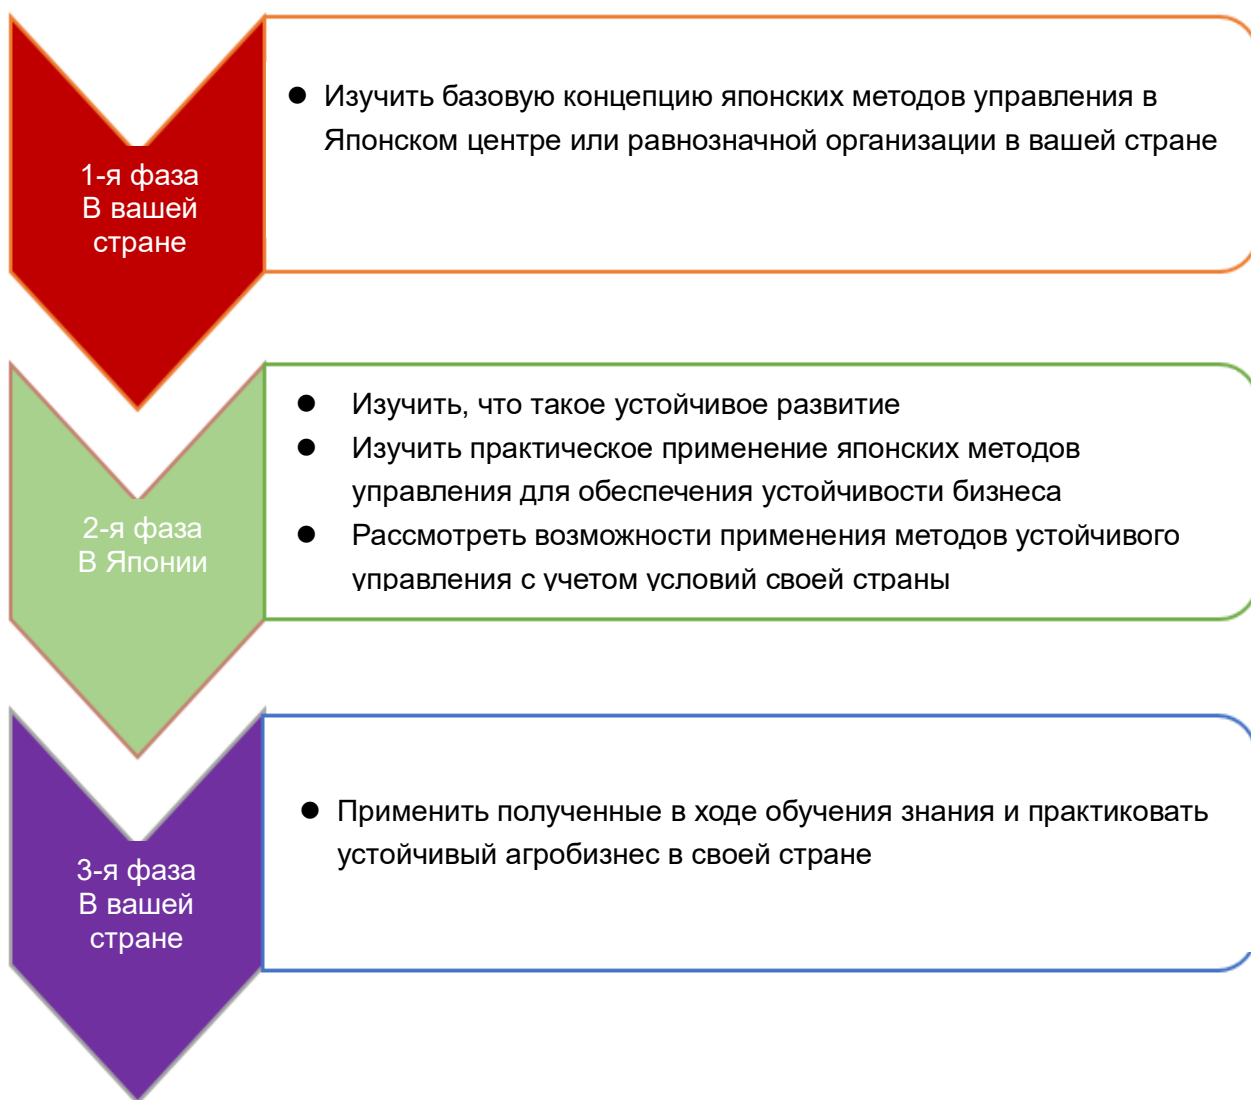 1-я фаза
В вашей
стране
● Изучить базовую концепцию японских методов управления в
Японском центре или равнозначной организации в вашей стране
2-я фаза
В Японии
● Изучить, что такое устойчивое развитие
● Изучить практическое применение японских методов
управления для обеспечения устойчивости бизнеса
● Рассмотреть возможности применения методов устойчивого
управления с учетом условий своей страны
3-я фаза
В вашей
стране
● Применить полученные в ходе обучения знания и практиковать
устойчивый агробизнес в своей стране